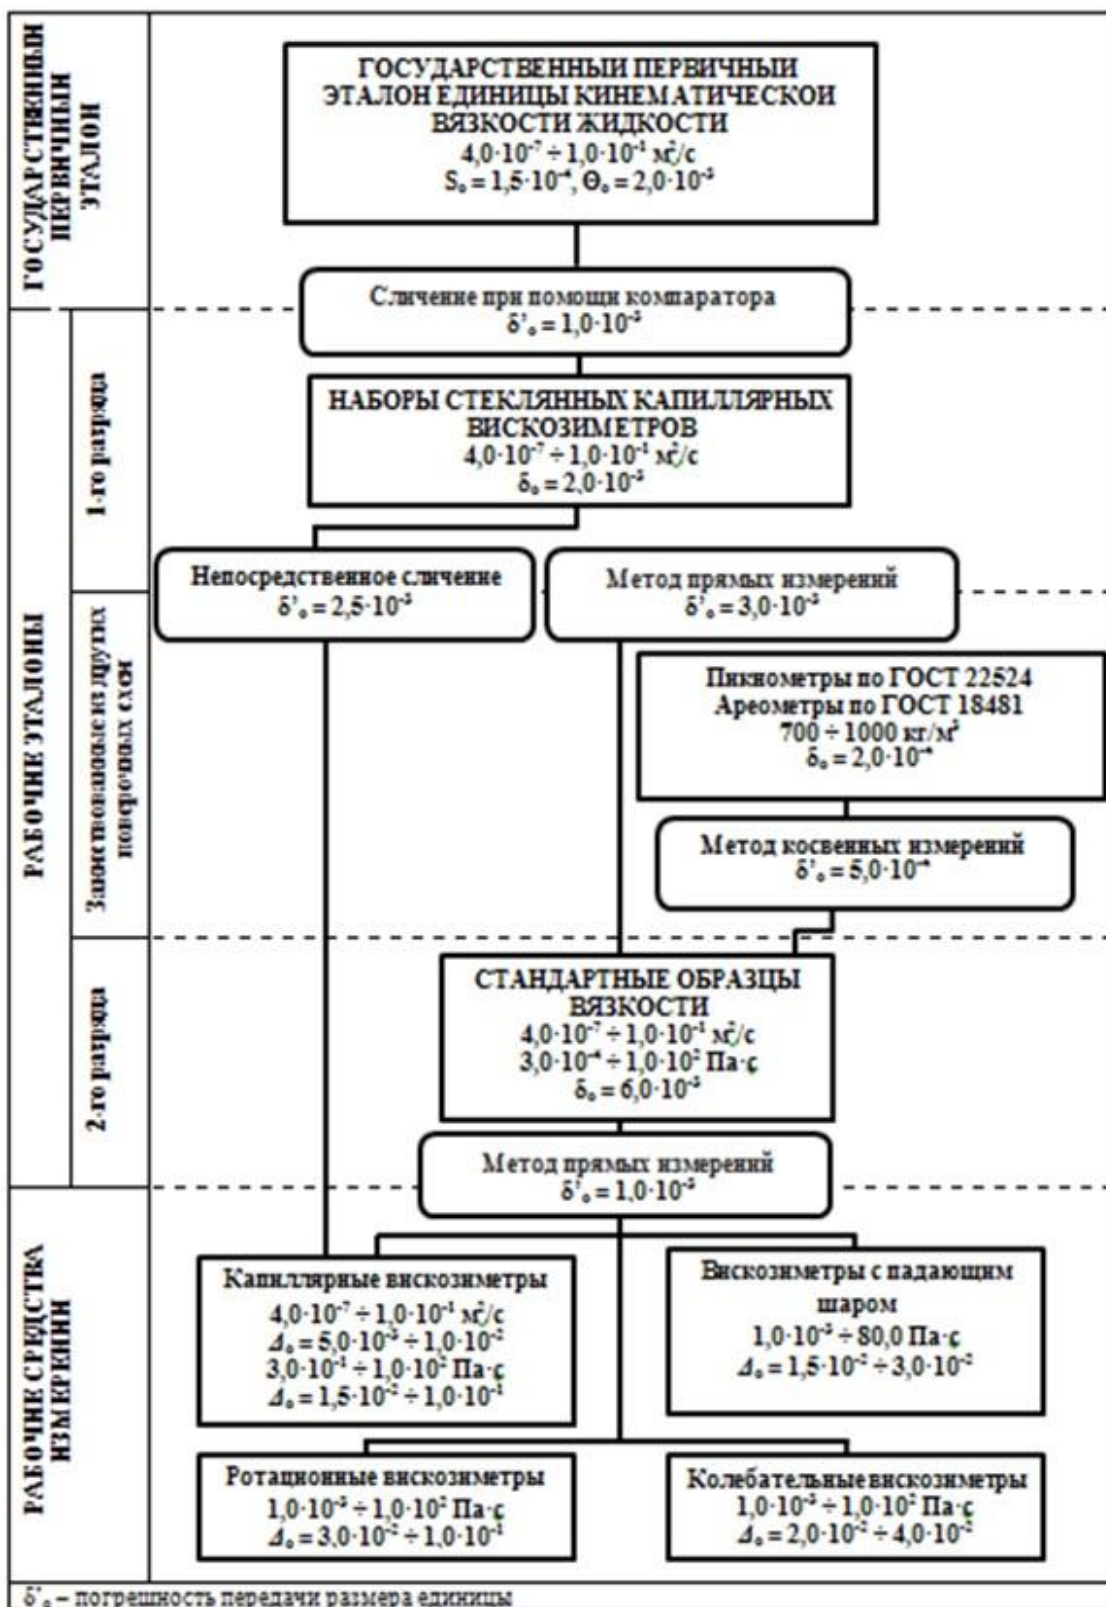 ГОСУДАРСТВЕННЫЙ
ПЕРВИЧНЫЙ
ЭТАЛОН
ГОСУДАРСТВЕННЫЙ ПЕРВИЧНЫЙ
ЭТАЛОН ЕДИНИЦЫ КИНЕМАТИЧЕСКОЙ
ВЯЗКОСТИ ЖИДКОСТИ
4,0·10⁻⁷ ÷ 1,0·10⁻¹ м²/с
S₀ = 1,5·10⁻⁴, Θ₀ = 2,0·10⁻³
Сличение при помощи компаратора
δ'₀ = 1,0·10⁻³
РАБОЧИЕ ЭТАЛОНЫ
1-го разряда
НАБОРЫ СТЕКЛЯННЫХ КАПИЛЛЯРНЫХ
ВИСКОЗИМЕТРОВ
4,0·10⁻⁷ ÷ 1,0·10⁻¹ м²/с
δ₀ = 2,0·10⁻³
Непосредственное сличение
δ'₀ = 2,5·10⁻³
Метод прямых измерений
δ'₀ = 3,0·10⁻³
Заимствованные из других
поверочных схем
Пикнометры по ГОСТ 22524
Ареометры по ГОСТ 18481
700 ÷ 1000 кг/м³
δ₀ = 2,0·10⁻⁴
Метод косвенных измерений
δ'₀ = 5,0·10⁻⁴
2-го разряда
СТАНДАРТНЫЕ ОБРАЗЦЫ
ВЯЗКОСТИ
4,0·10⁻⁷ ÷ 1,0·10⁻¹ м²/с
3,0·10⁻⁴ ÷ 1,0·10² Па·с
δ₀ = 6,0·10⁻³
Метод прямых измерений
δ'₀ = 1,0·10⁻³
РАБОЧИЕ СРЕДСТВА
ИЗМЕРЕНИЙ
Капиллярные вискозиметры
4,0·10⁻⁷ ÷ 1,0·10⁻¹ м²/с
Δ₀ = 5,0·10⁻³ ÷ 1,0·10⁻²
3,0·10⁻¹ ÷ 1,0·10² Па·с
Δ₀ = 1,5·10⁻² ÷ 1,0·10⁻¹
Вискозиметры с падающим
шаром
1,0·10⁻³ ÷ 80,0 Па·с
Δ₀ = 1,5·10⁻² ÷ 3,0·10⁻²
Ротационные вискозиметры
1,0·10⁻³ ÷ 1,0·10² Па·с
Δ₀ = 3,0·10⁻² ÷ 1,0·10⁻¹
Колебательные вискозиметры
1,0·10⁻³ ÷ 1,0·10² Па·с
Δ₀ = 2,0·10⁻² ÷ 4,0·10⁻²
δ'₀ – погрешность передачи размера единицы